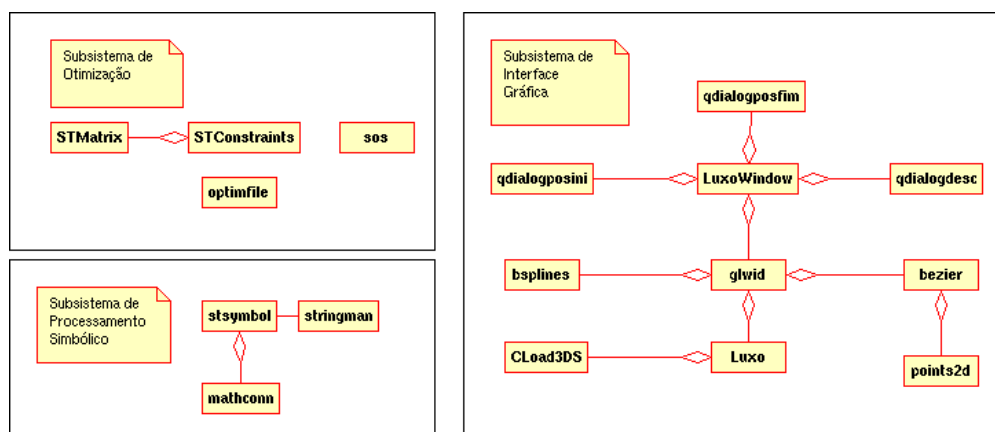 Subsistema de
Otimização
STMatrix
STConstraints
sos
optimfile
Subsistema de
Processamento
Simbólico
stsymbol
stringman
mathconn
Subsistema de
Interface
Gráfica
qdialogposfim
qdialogposini
LuxoWindow
qdialogdesc
bsplines
glwid
bezier
CLoad3DS
Luxo
points2d